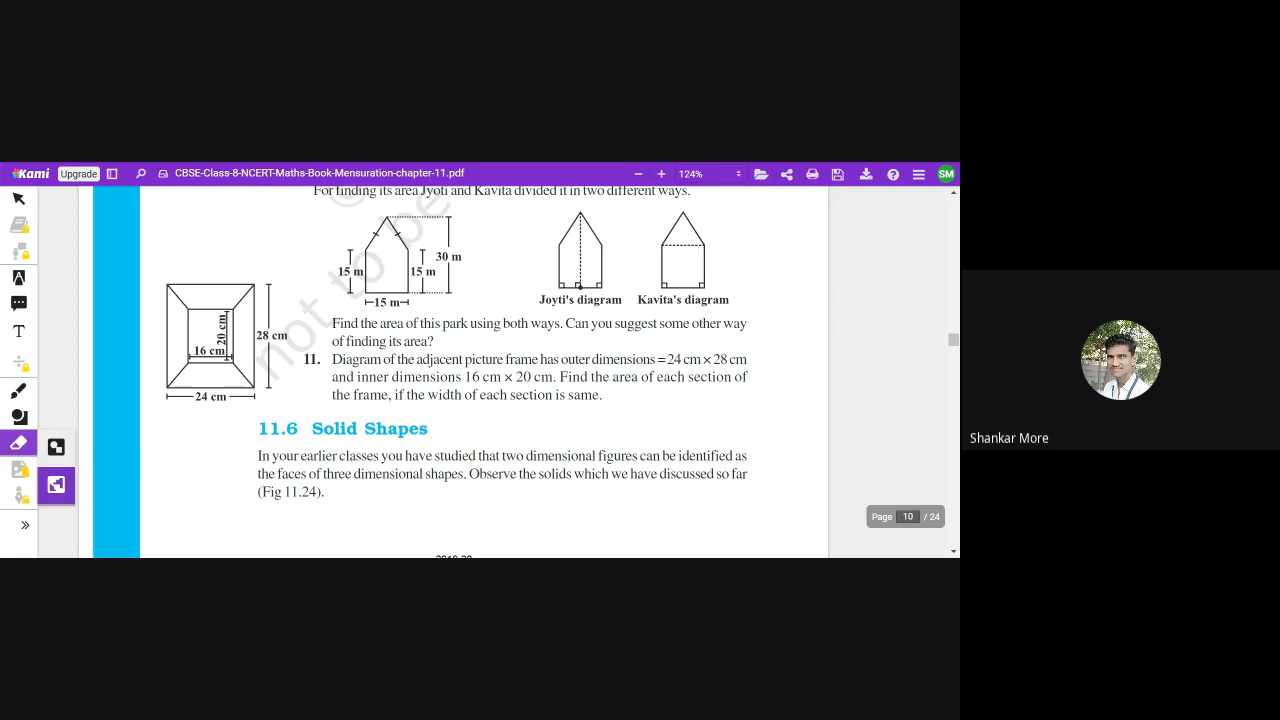 Kami
Upgrade
CBSE-Class-8-NCERT-Maths-Book-Mensuration-chapter-11.pdf
124%
SM
For finding its area Jyoti and Kavita divided it in two different ways.
30 m
15 m
15 m
15 m
Joyti's diagram
Kavita's diagram
Find the area of this park using both ways. Can you suggest some other way
of finding its area?
20 cm
28 cm
16 cm
24 cm
11. Diagram of the adjacent picture frame has outer dimensions = 24 cm × 28 cm
and inner dimensions 16 cm × 20 cm. Find the area of each section of
the frame, if the width of each section is same.
not to be
©
11.6 Solid Shapes
In your earlier classes you have studied that two dimensional figures can be identified as
the faces of three dimensional shapes. Observe the solids which we have discussed so far
(Fig 11.24).
Page 10 / 24
Shankar More